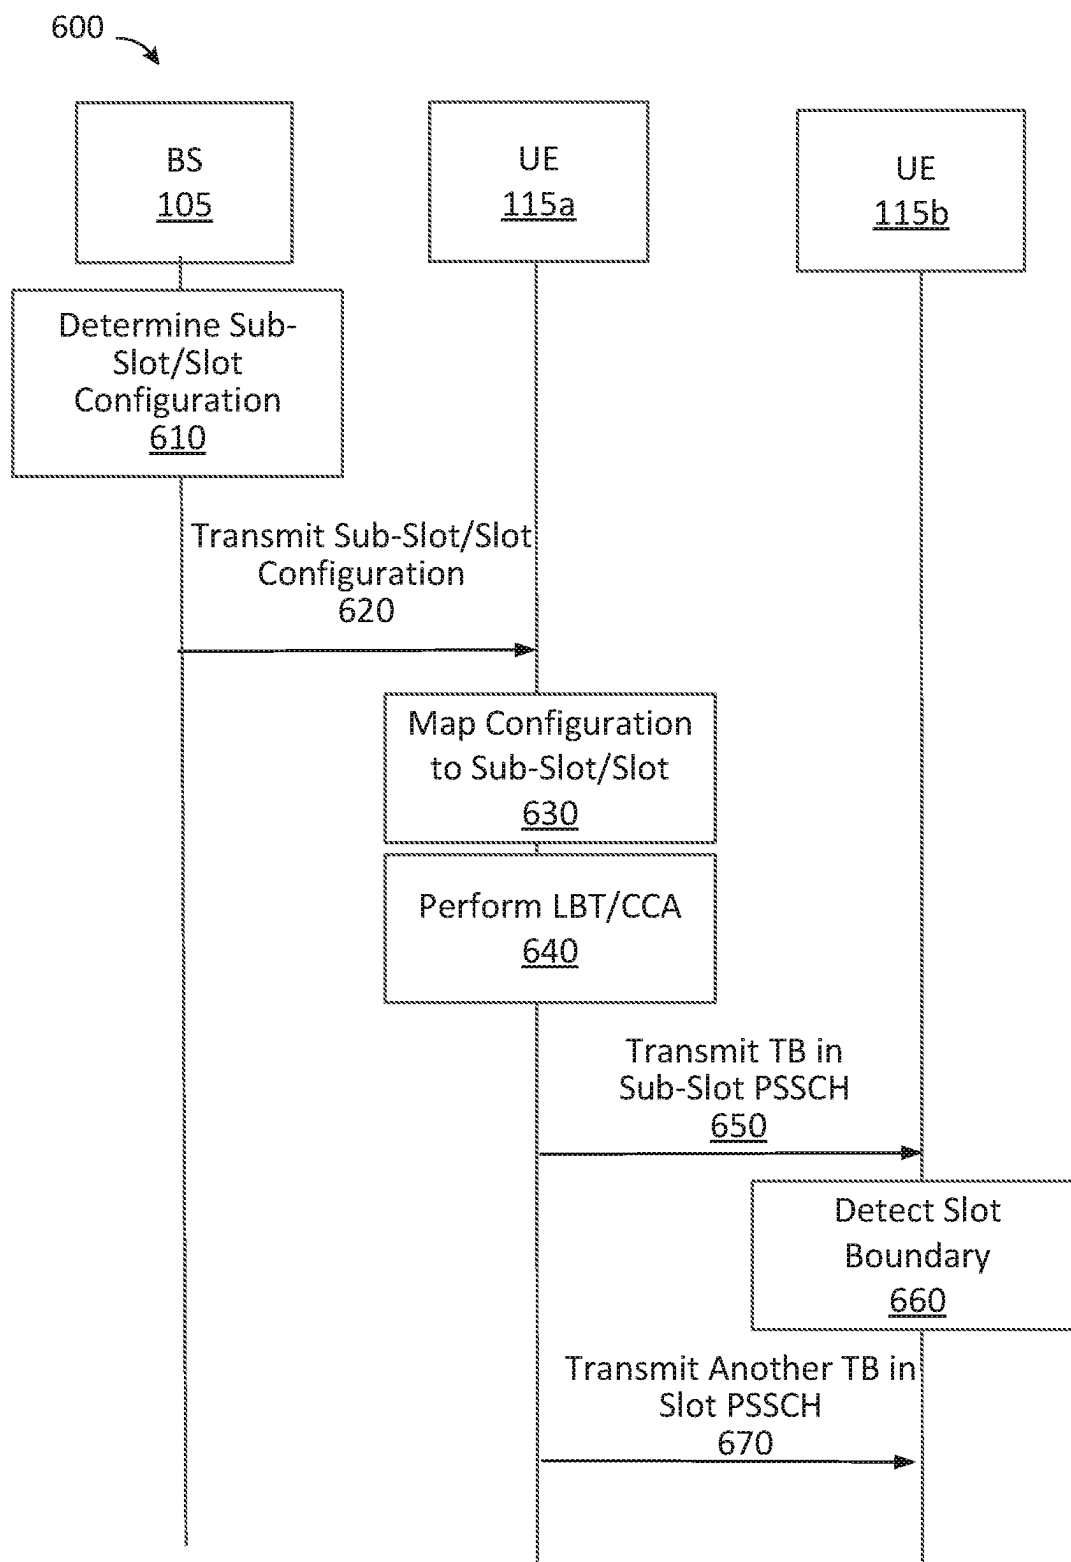 600
BS
105
UE
115a
UE
115b
Determine Sub-
Slot/Slot
Configuration
610
Transmit Sub-Slot/Slot
Configuration
620
Map Configuration
to Sub-Slot/Slot
630
Perform LBT/CCA
640
Transmit TB in
Sub-Slot PSSCH
650
Detect Slot
Boundary
660
Transmit Another TB in
Slot PSSCH
670